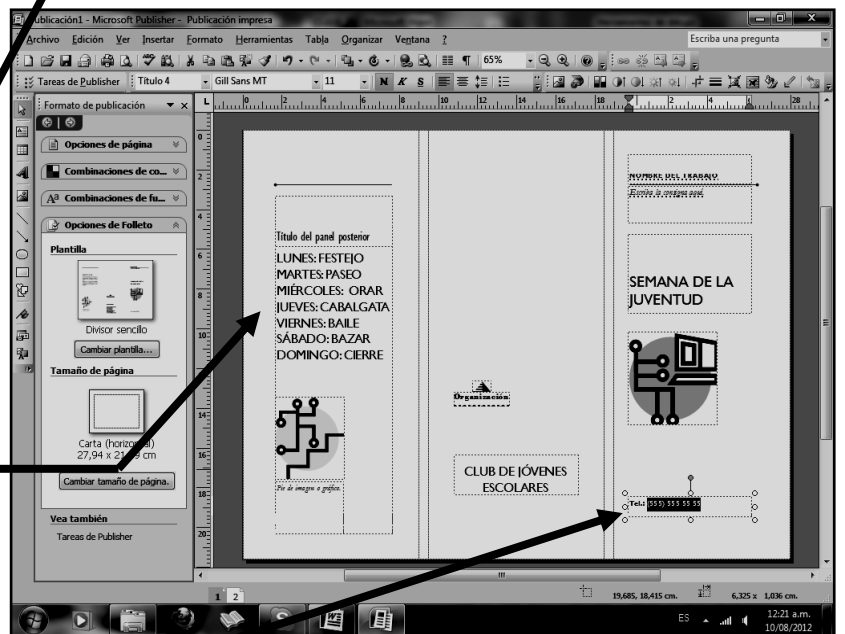 Publicación1 - Microsoft Publisher - Publicación impresa
Archivo Edición Ver Insertar Formato Herramientas Tabla Organizar Ventana ?
Escriba una pregunta
65%
Tareas de Publisher
Título 4
Gill Sans MT
11
N K S
Formato de publicación
Opciones de página
Combinaciones de co...
Combinaciones de fu...
Opciones de Folleto
Plantilla
Divisor sencillo
Cambiar plantilla...
Tamaño de página
Carta (horizontal)
27,94 x 21,59 cm
Cambiar tamaño de página.
Vea también
Tareas de Publisher
Título del panel posterior
LUNES: FESTEJO
MARTES: PASEO
MIÉRCOLES: ORAR
JUEVES: CABALGATA
VIERNES: BAILE
SÁBADO: BAZAR
DOMINGO: CIERRE
Pie de imagen o gráfico.
Organización
CLUB DE JÓVENES
ESCOLARES
NOMBRE DEL TRABAJO
Escriba la consigna aquí.
SEMANA DE LA
JUVENTUD
Tel.: (555) 555 55 55
1 2
19,685, 18,415 cm.
6,325 x 1,036 cm.
ES
12:21 a.m.
10/08/2012